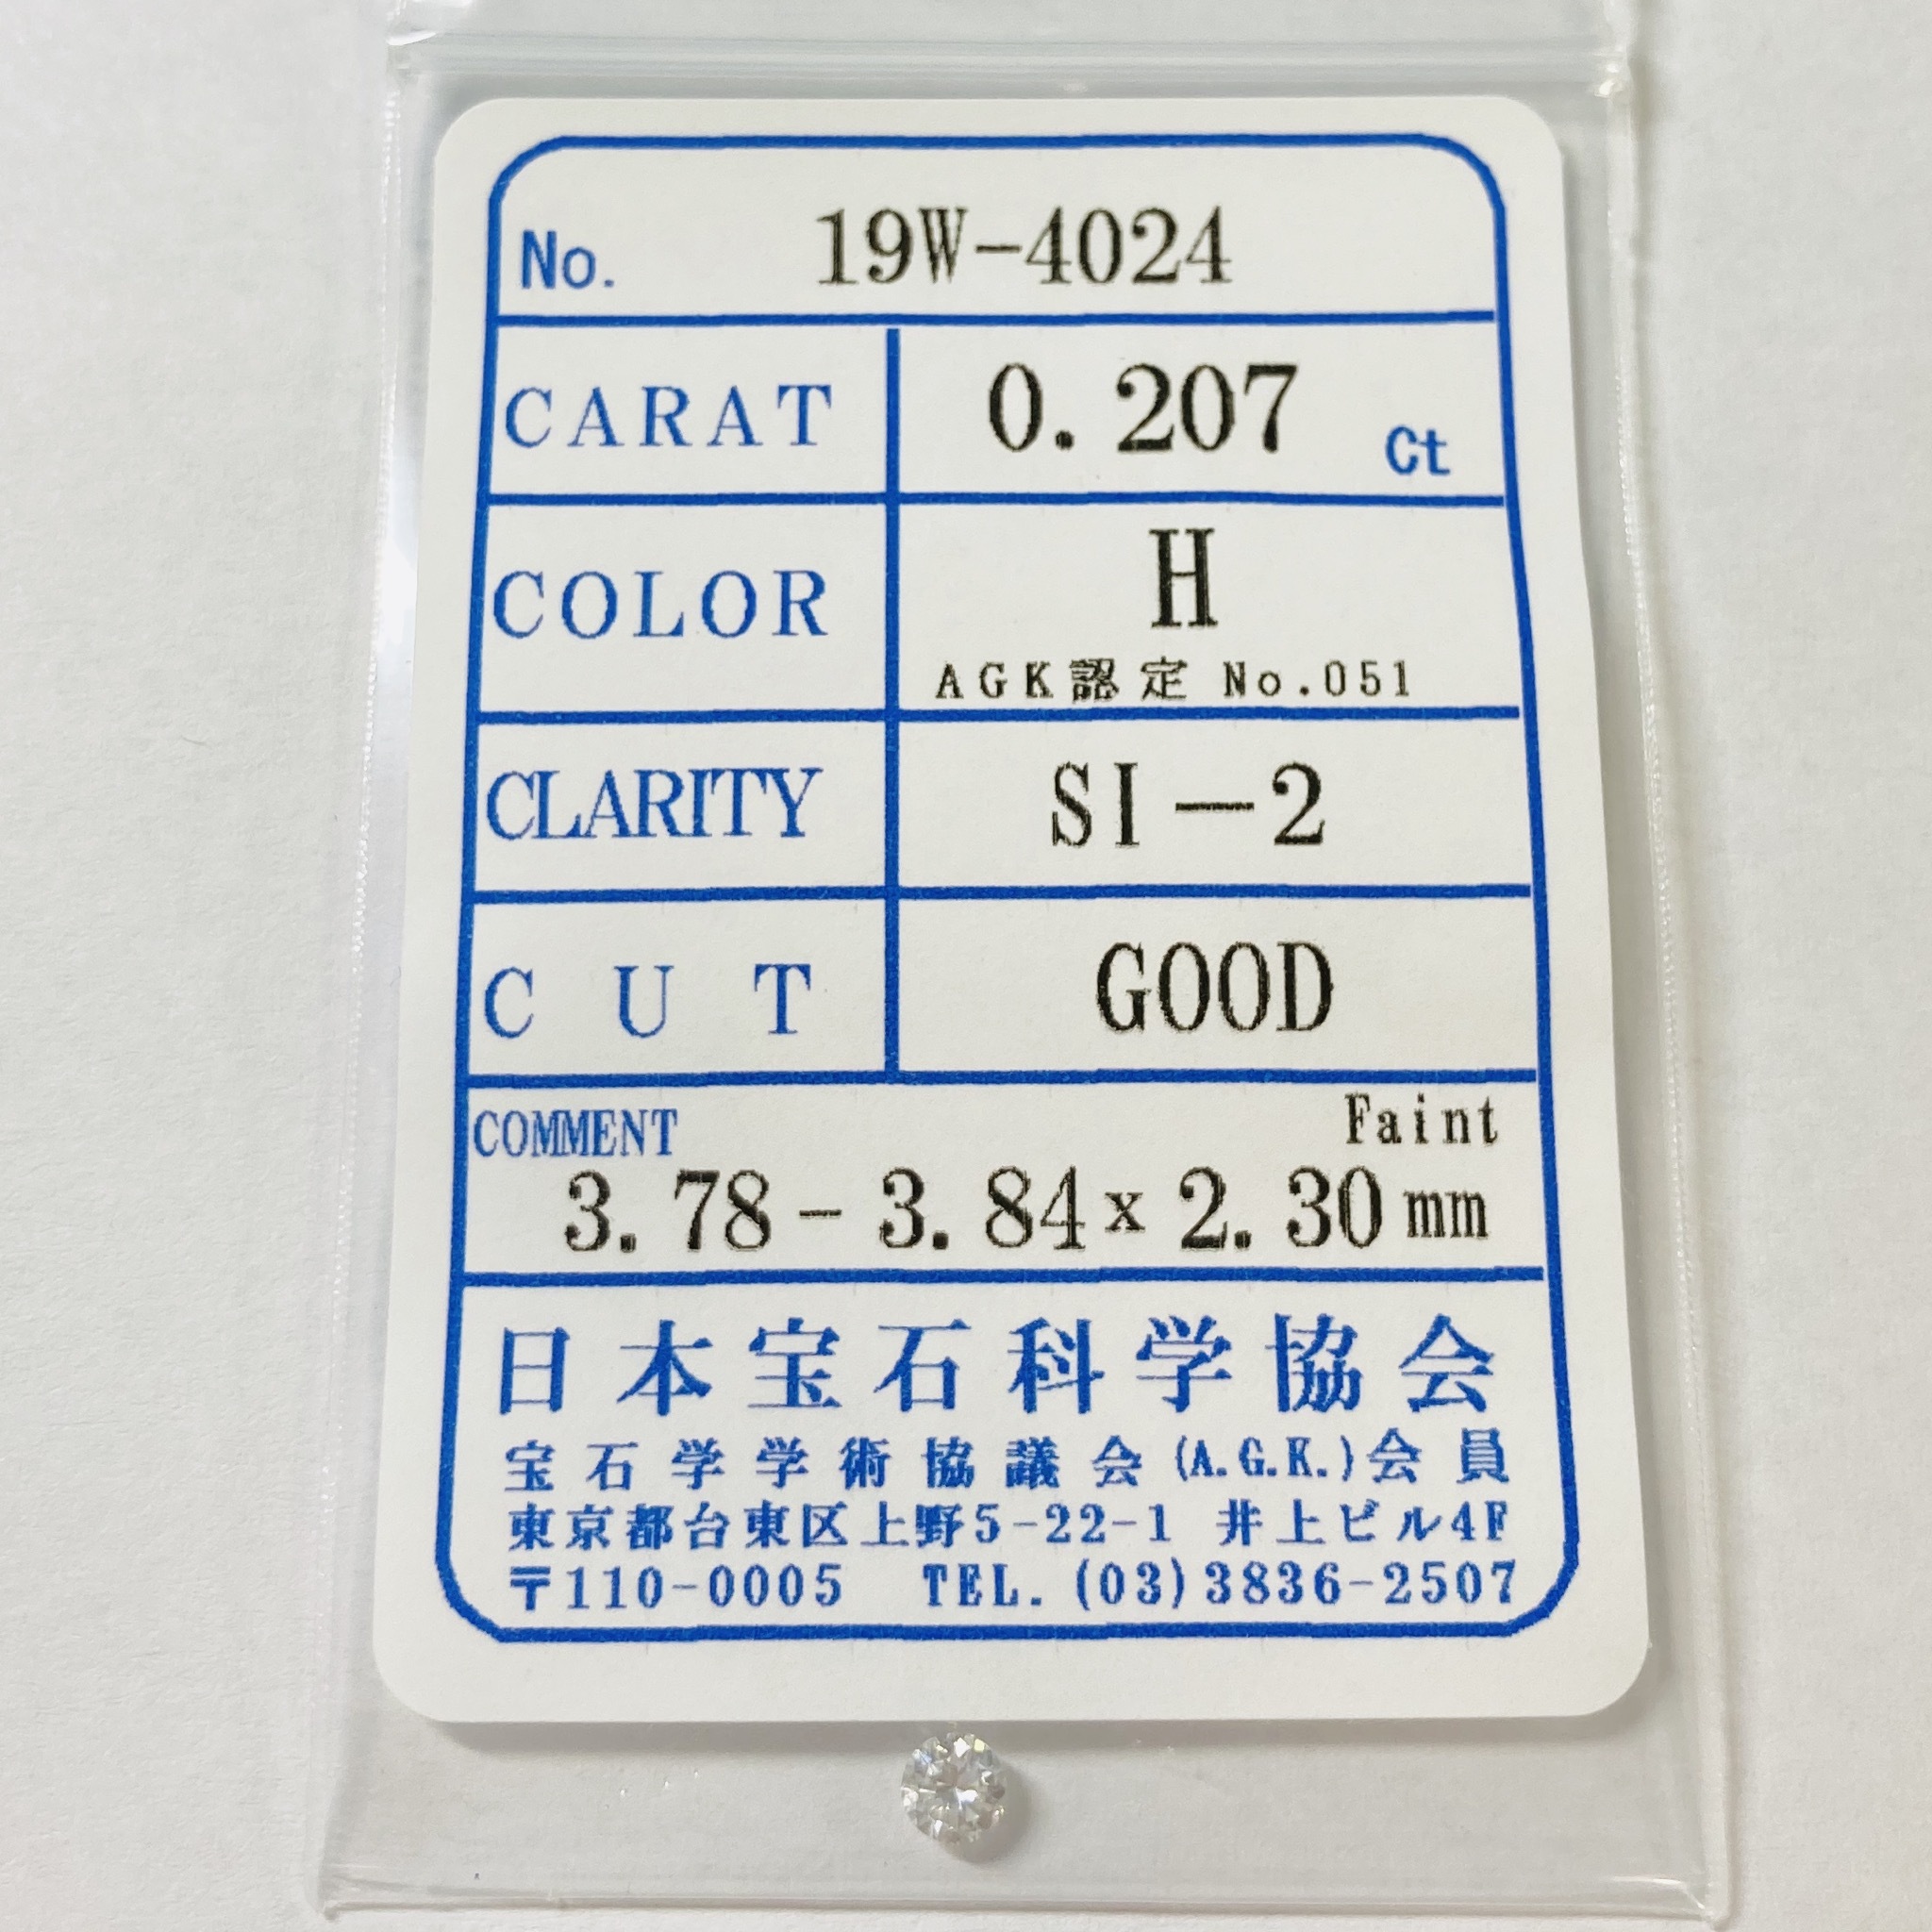 No. 19W-4024
CARAT 0.207 Ct
COLOR H
AGK認定 No.051
CLARITY SI-2
CUT GOOD
COMMENT Faint
3.78-3.84x2.30mm
日本宝石科学協会
宝石学学術協議会(A.G.K.)会員
東京都台東区上野5-22-1 井上ビル4F
〒110-0005 TEL.(03)3836-2507